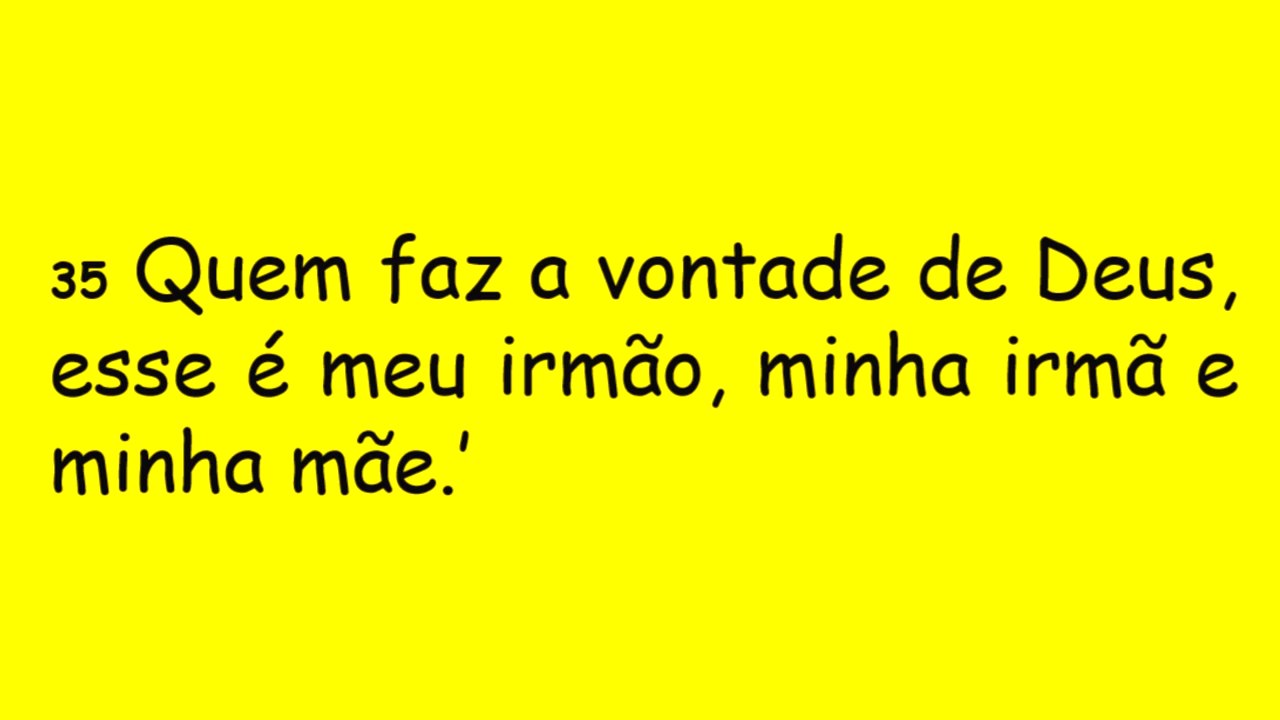 35 Quem faz a vontade de Deus,
esse é meu irmão, minha irmã e
minha mãe.’